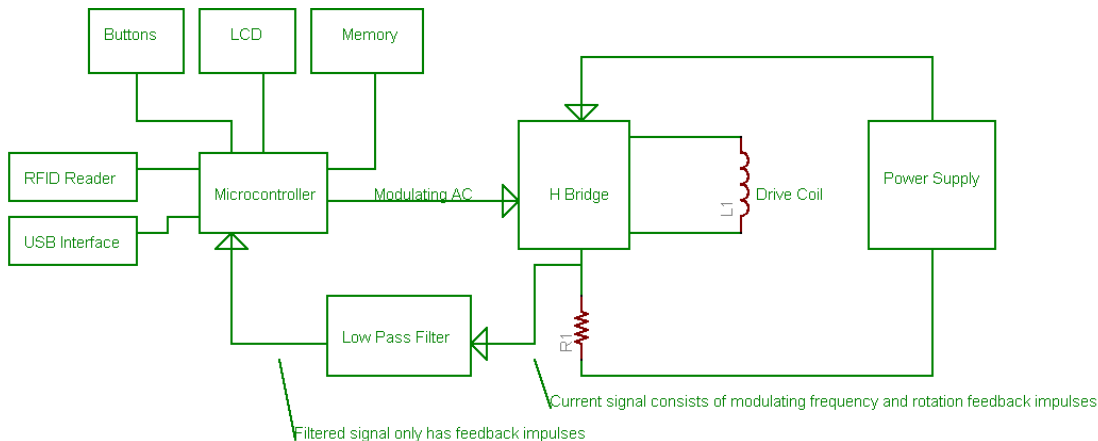 Buttons
LCD
Memory
RFID Reader
Microcontroller
Modulating AC
H Bridge
L1
Drive Coil
Power Supply
USB Interface
Low Pass Filter
R1
Current signal consists of modulating frequency and rotation feedback impulses
Filtered signal only has feedback impulses